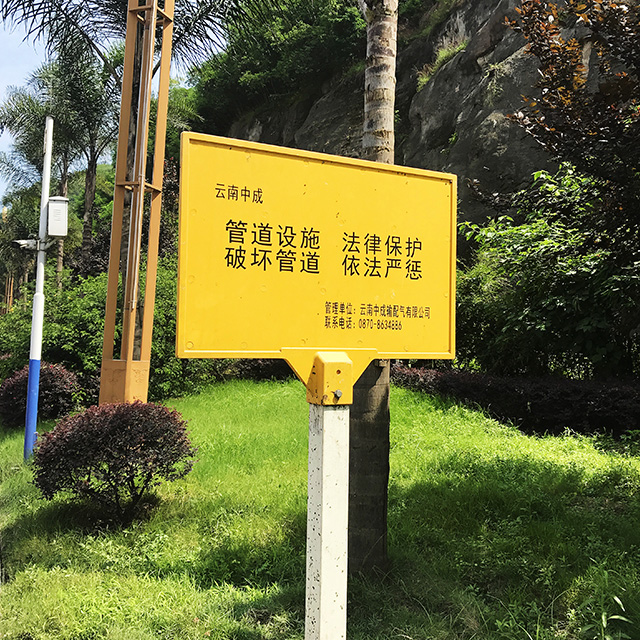 云南中成
管道设施 法律保护
破坏管道 依法严惩
管理单位：云南中成输配气有限公司
联系电话：0870-8634886